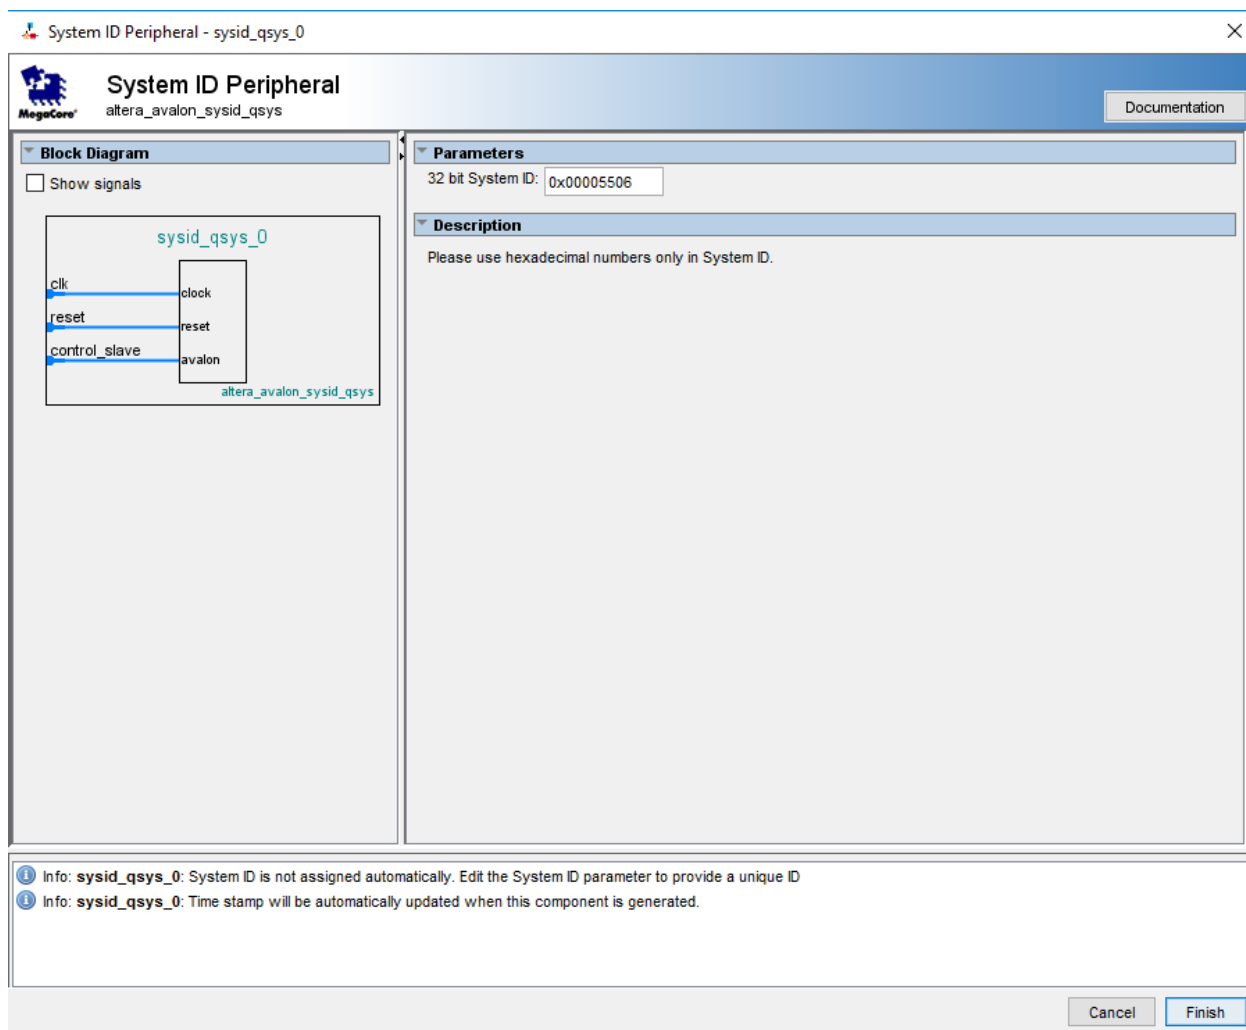 System ID Peripheral - sysid_qsys_0
System ID Peripheral
altera_avalon_sysid_qsys
MegaCore®
Documentation
Block Diagram
Show signals
sysid_qsys_0
clk
clock
reset
reset
control_slave
avalon
altera_avalon_sysid_qsys
Parameters
32 bit System ID: 0x00005506
Description
Please use hexadecimal numbers only in System ID.
Info: sysid_qsys_0: System ID is not assigned automatically. Edit the System ID parameter to provide a unique ID
Info: sysid_qsys_0: Time stamp will be automatically updated when this component is generated.
Cancel
Finish